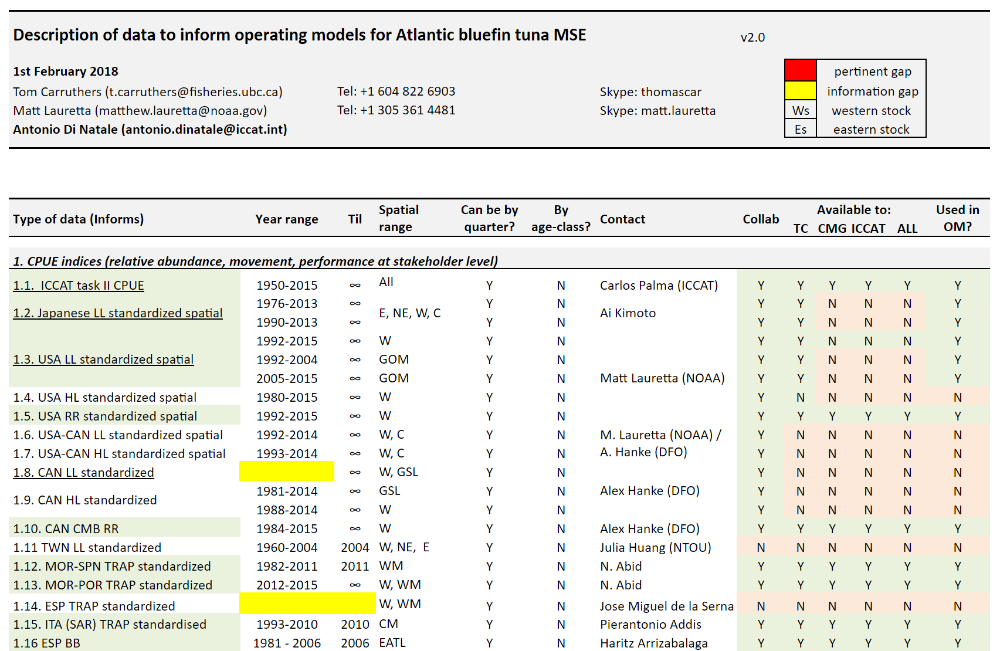 Description of data to inform operating models for Atlantic bluefin tuna MSE v2.0
1st February 2018 pertinent gap
Tom Carruthers (t.carruthers@fisheries.ubc.ca) Tel: +1 604 822 6903 Skype: thomascar information gap
Matt Lauretta (matthew.lauretta@noaa.gov) Tel: +1 305 361 4481 Skype: matt.lauretta Ws western stock
Antonio Di Natale (antonio.dinatale@iccat.int) Es eastern stock
Type of data (Informs) Year range Til Spatial range Can be by quarter? By age-class? Contact Collab Available to: TC CMG ICCAT ALL Used in OM?
1. CPUE indices (relative abundance, movement, performance at stakeholder level)
1.1. ICCAT task II CPUE 1950-2015 ∞ All Y N Carlos Palma (ICCAT) Y Y Y Y Y Y
1976-2013 ∞ Y N Y Y N N N Y
1.2. Japanese LL standardized spatial E, NE, W, C Ai Kimoto
1990-2013 ∞ Y N Y Y N N N Y
1992-2015 ∞ W Y N Y Y N N N Y
1.3. USA LL standardized spatial 1992-2004 ∞ GOM Y N Y Y N N N Y
2005-2015 ∞ GOM Y N Matt Lauretta (NOAA) Y Y N N N Y
1.4. USA HL standardized spatial 1980-2015 ∞ W Y N Y N N N N N
1.5. USA RR standardized spatial 1992-2015 ∞ W Y N Y Y Y Y Y Y
1.6. USA-CAN LL standardized spatial 1992-2014 ∞ W, C Y N M. Lauretta (NOAA) / Y N N N N N
1.7. USA-CAN HL standardized spatial 1993-2014 ∞ W, C Y N A. Hanke (DFO) Y N N N N N
1.8. CAN LL standardized ∞ W, GSL Y N Y N N N N N
1981-2014 ∞ GSL Y N Alex Hanke (DFO) Y N N N N N
1.9. CAN HL standardized
1988-2014 ∞ W Y N Y N N N N N
1.10. CAN CMB RR 1984-2015 ∞ W Y N Alex Hanke (DFO) Y Y Y Y Y Y
1.11 TWN LL standardized 1960-2004 2004 W, NE, E Y N Julia Huang (NTOU) N N N N N N
1.12. MOR-SPN TRAP standardized 1982-2011 2011 WM Y N N. Abid Y Y Y Y Y Y
1.13. MOR-POR TRAP standardized 2012-2015 ∞ W, WM Y N N. Abid Y Y Y Y Y Y
1.14. ESP TRAP standardized W, WM Y N Jose Miguel de la Serna N N N N N N
1.15. ITA (SAR) TRAP standardised 1993-2010 2010 CM Y N Pierantonio Addis Y Y Y Y Y Y
1.16 ESP BB 1981 - 2006 2006 EATL Y N Haritz Arrizabalaga Y Y Y Y Y Y